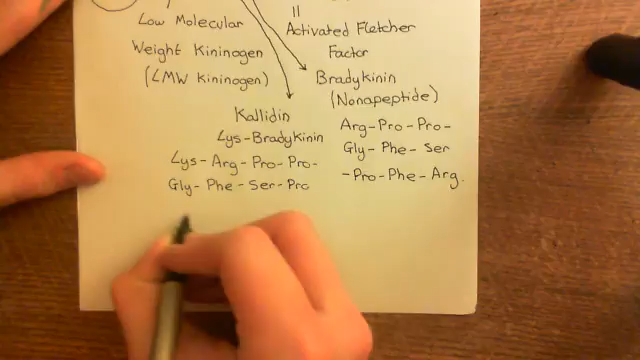 Low Molecular
Weight Kininogen
(LMW Kininogen)
=
Activated Fletcher
Factor
Bradykinin
(Nonapeptide)
Arg-Pro-Pro-
Gly-Phe-Ser
-Pro-Phe-Arg.
Kallidin
Lys-Bradykinin
Lys-Arg-Pro-Pro-
Gly-Phe-Ser-Pro